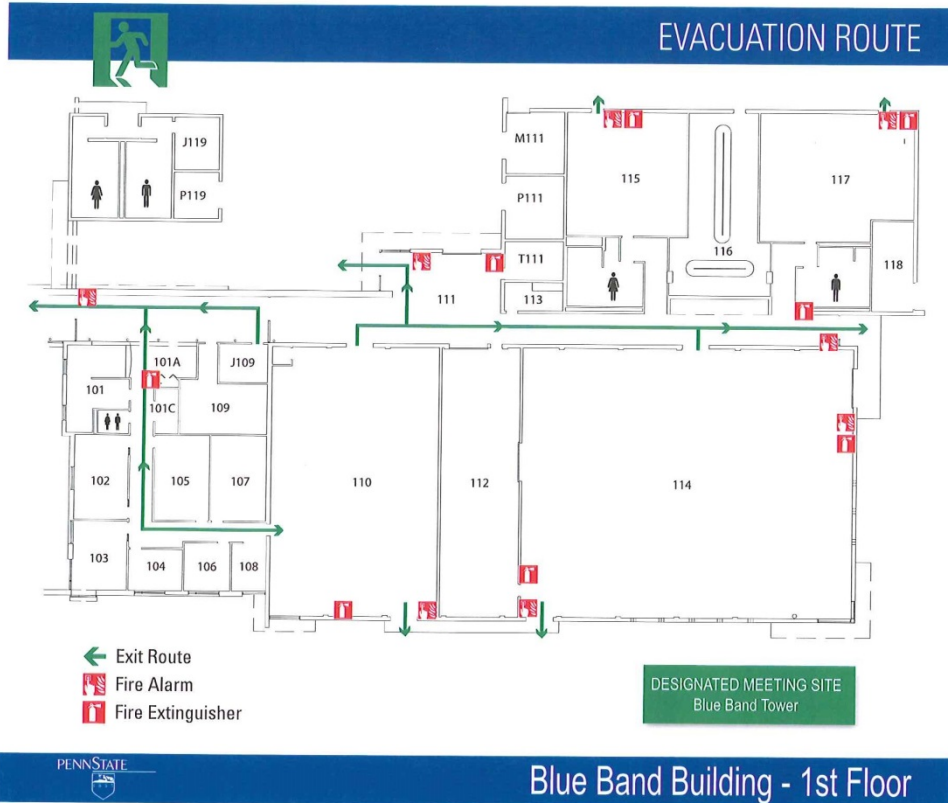 EVACUATION ROUTE
J119
M111
115
117
P119
P111
T111
116
118
111
113
101A
J109
101
101C
109
102
105
107
110
112
114
103
104
106
108
Exit Route
Fire Alarm
Fire Extinguisher
DESIGNATED MEETING SITE
Blue Band Tower
PENNSTATE
Blue Band Building - 1st Floor